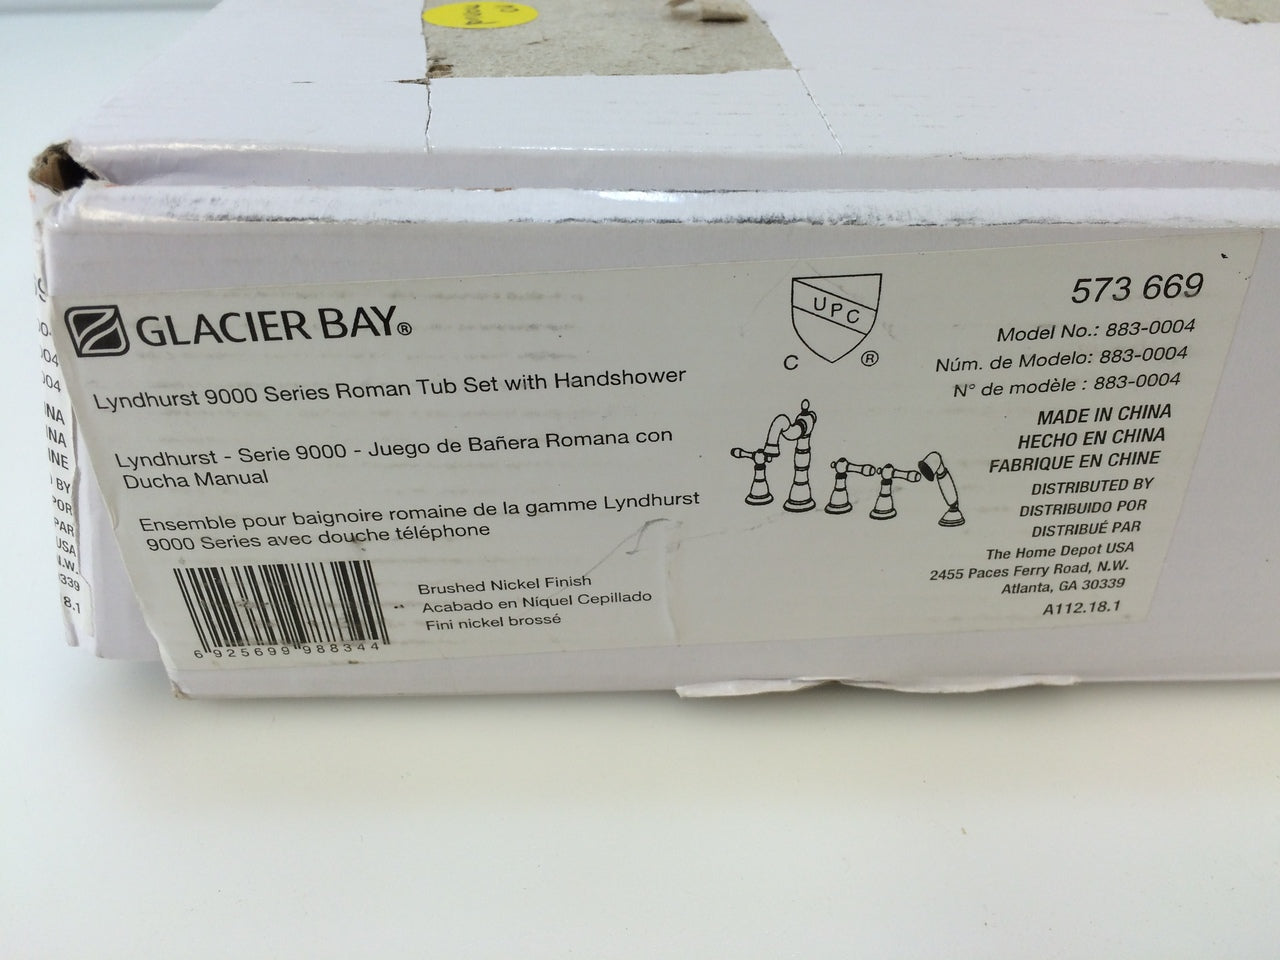 GLACIER BAY®
Lyndhurst 9000 Series Roman Tub Set with Handshower
Lyndhurst - Serie 9000 - Juego de Bañera Romana con
Ducha Manual
Ensemble pour baignoire romaine de la gamme Lyndhurst
9000 Series avec douche téléphone
6 925699 988344
Brushed Nickel Finish
Acabado en Níquel Cepillado
Fini nickel brossé
UPC
C ®
573 669
Model No.: 883-0004
Núm. de Modelo: 883-0004
N° de modèle : 883-0004
MADE IN CHINA
HECHO EN CHINA
FABRIQUE EN CHINE
DISTRIBUTED BY
DISTRIBUIDO POR
DISTRIBUÉ PAR
The Home Depot USA
2455 Paces Ferry Road, N.W.
Atlanta, GA 30339
A112.18.1